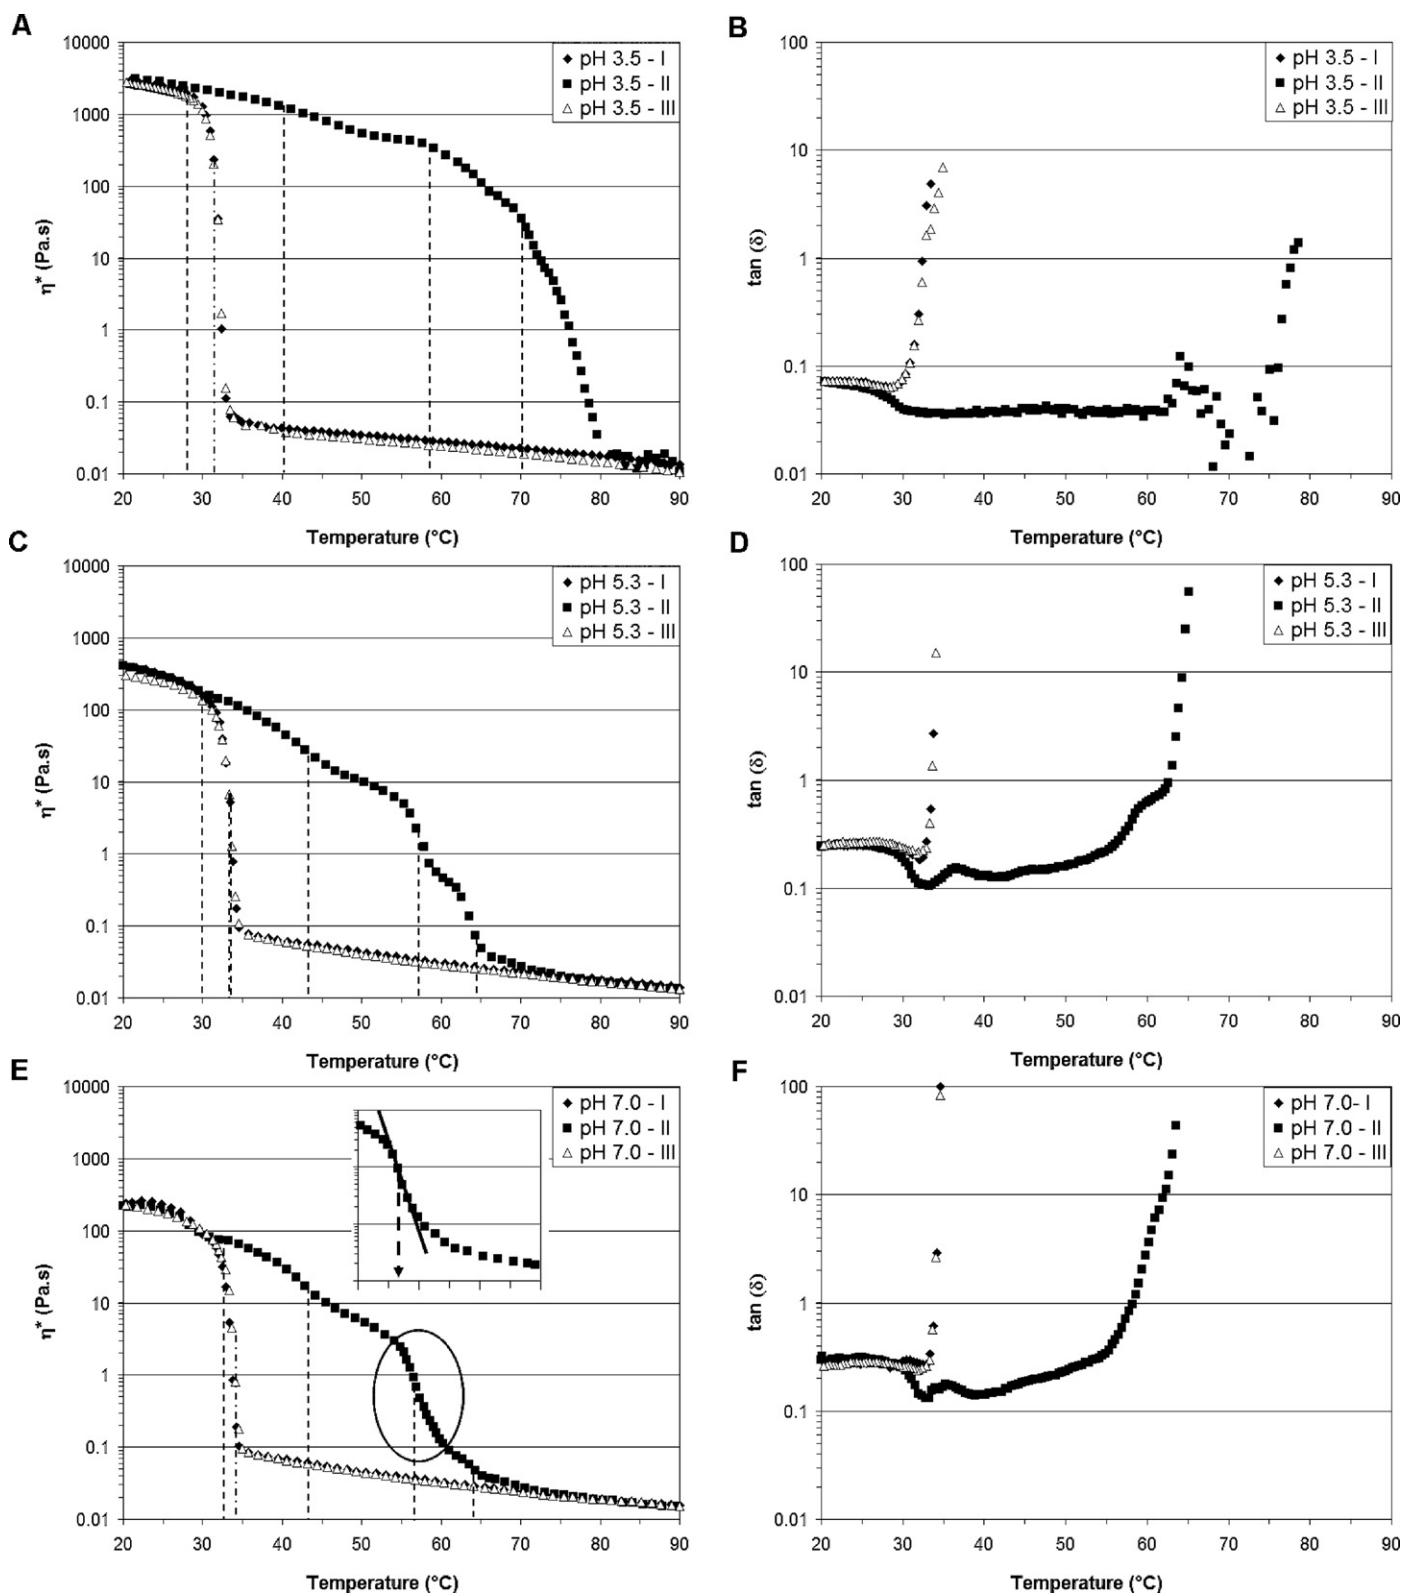 A
10000
1000
100
10
1
0.1
0.01
η* (Pa.s)
pH 3.5 - I
pH 3.5 - II
pH 3.5 - III
20 30 40 50 60 70 80 90
Temperature (°C)
B
100
10
1
0.1
0.01
tan (δ)
pH 3.5 - I
pH 3.5 - II
pH 3.5 - III
20 30 40 50 60 70 80 90
Temperature (°C)
C
10000
1000
100
10
1
0.1
0.01
η* (Pa.s)
pH 5.3 - I
pH 5.3 - II
pH 5.3 - III
20 30 40 50 60 70 80 90
Temperature (°C)
D
100
10
1
0.1
0.01
tan (δ)
pH 5.3 - I
pH 5.3 - II
pH 5.3 - III
20 30 40 50 60 70 80 90
Temperature (°C)
E
10000
1000
100
10
1
0.1
0.01
η* (Pa.s)
pH 7.0 - I
pH 7.0 - II
pH 7.0 - III
20 30 40 50 60 70 80 90
Temperature (°C)
F
100
10
1
0.1
0.01
tan (δ)
pH 7.0- I
pH 7.0 - II
pH 7.0 - III
20 30 40 50 60 70 80 90
Temperature (°C)